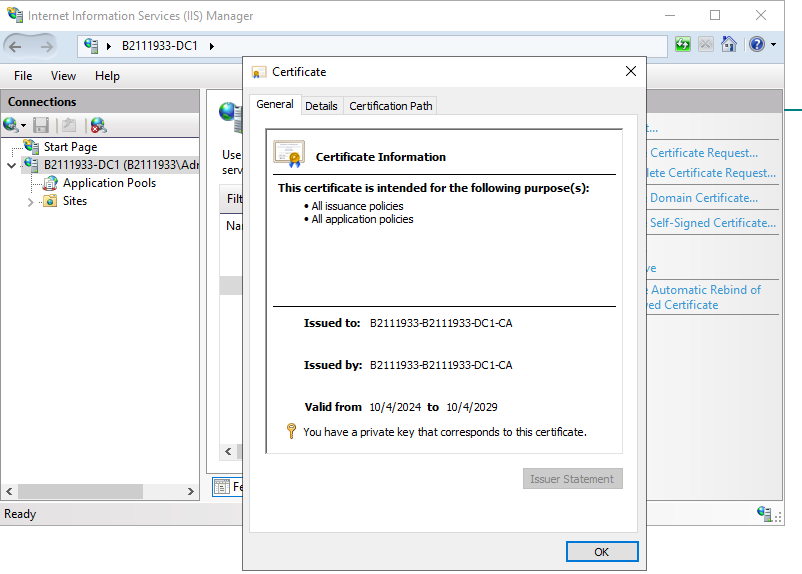 Internet Information Services (IIS) Manager
B2111933-DC1
File View Help
Connections
Start Page
B2111933-DC1 (B2111933\Adr
Application Pools
Sites
Use
serv
Filt
Na
Certificate
General Details Certification Path
Certificate Information
This certificate is intended for the following purpose(s):
• All issuance policies
• All application policies
Issued to: B2111933-B2111933-DC1-CA
Issued by: B2111933-B2111933-DC1-CA
Valid from 10/4/2024 to 10/4/2029
You have a private key that corresponds to this certificate.
Issuer Statement
OK
t...
Certificate Request...
lete Certificate Request...
Domain Certificate...
Self-Signed Certificate...
ve
Automatic Rebind of
ved Certificate
Fe
Ready